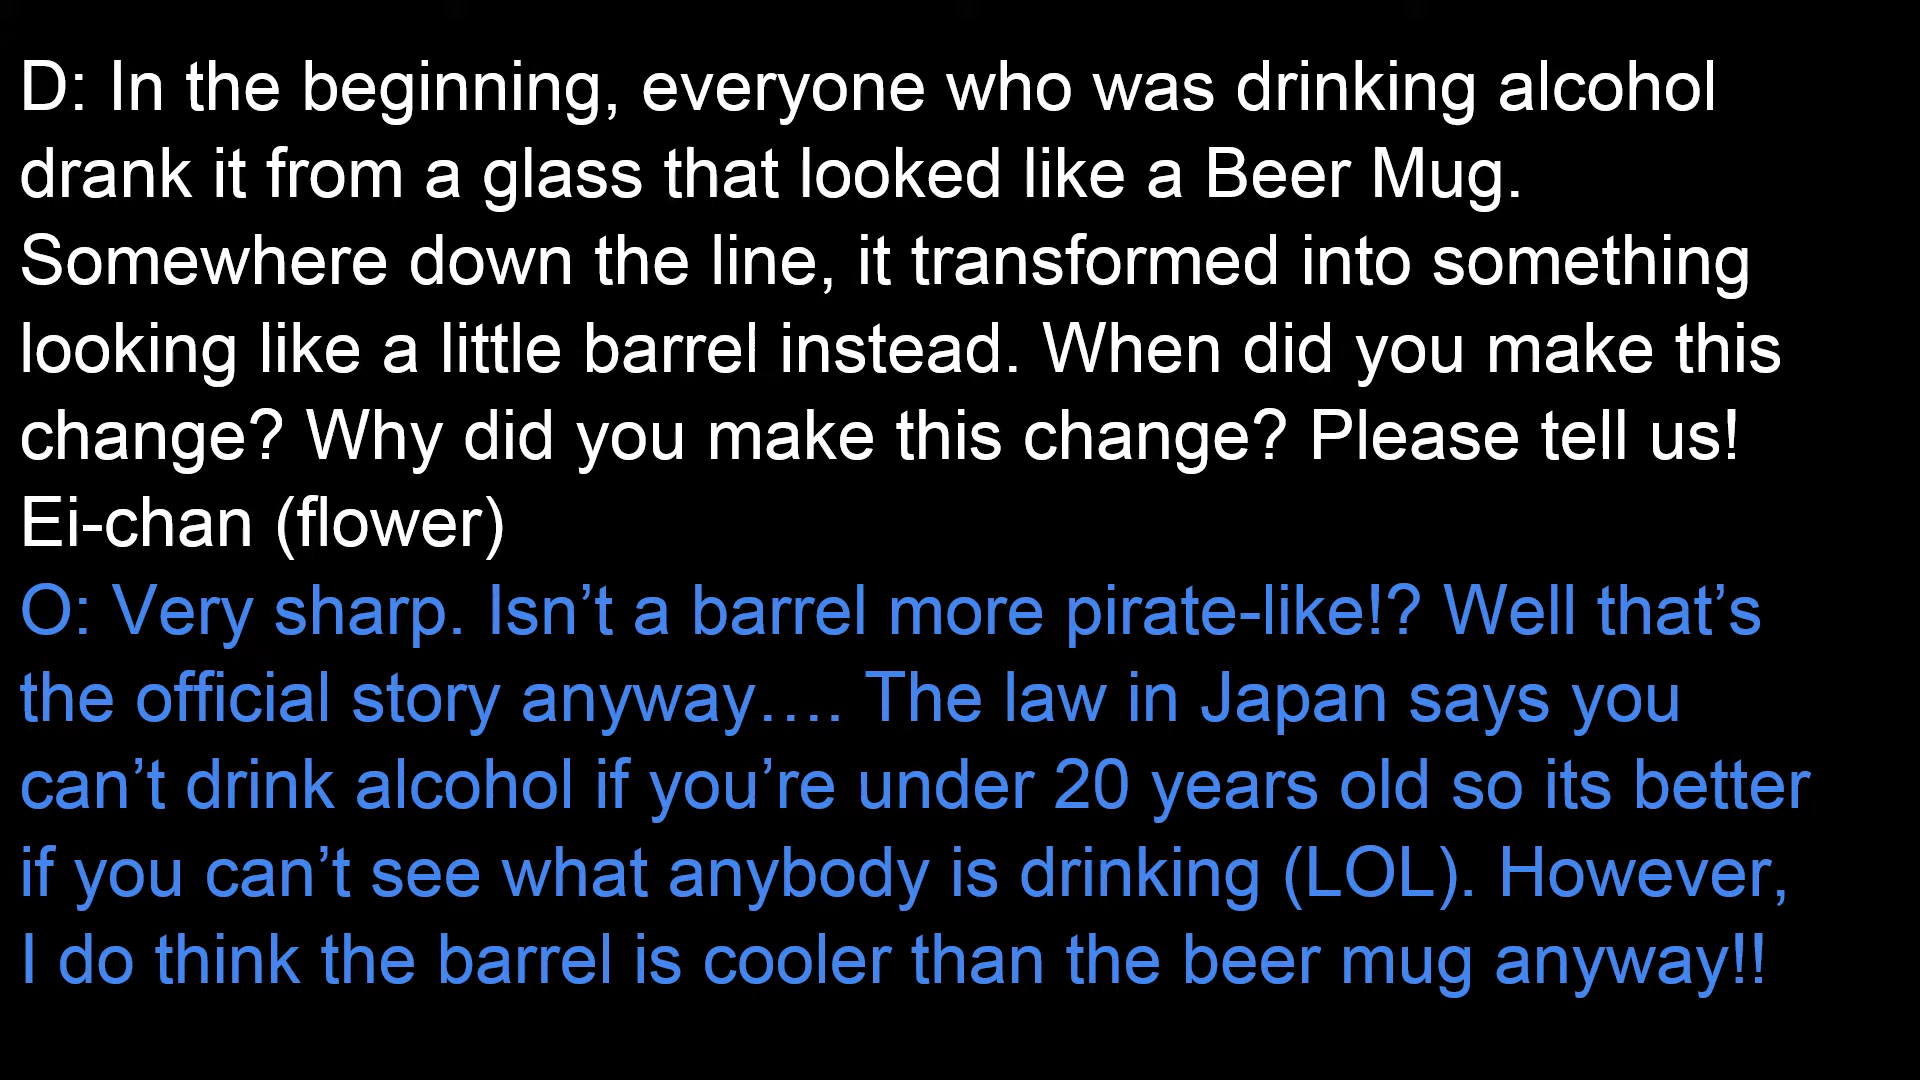 D: In the beginning, everyone who was drinking alcohol
drank it from a glass that looked like a Beer Mug.
Somewhere down the line, it transformed into something
looking like a little barrel instead. When did you make this
change? Why did you make this change? Please tell us!
Ei-chan (flower)
O: Very sharp. Isn’t a barrel more pirate-like!? Well that’s
the official story anyway…. The law in Japan says you
can’t drink alcohol if you’re under 20 years old so its better
if you can’t see what anybody is drinking (LOL). However,
I do think the barrel is cooler than the beer mug anyway!!